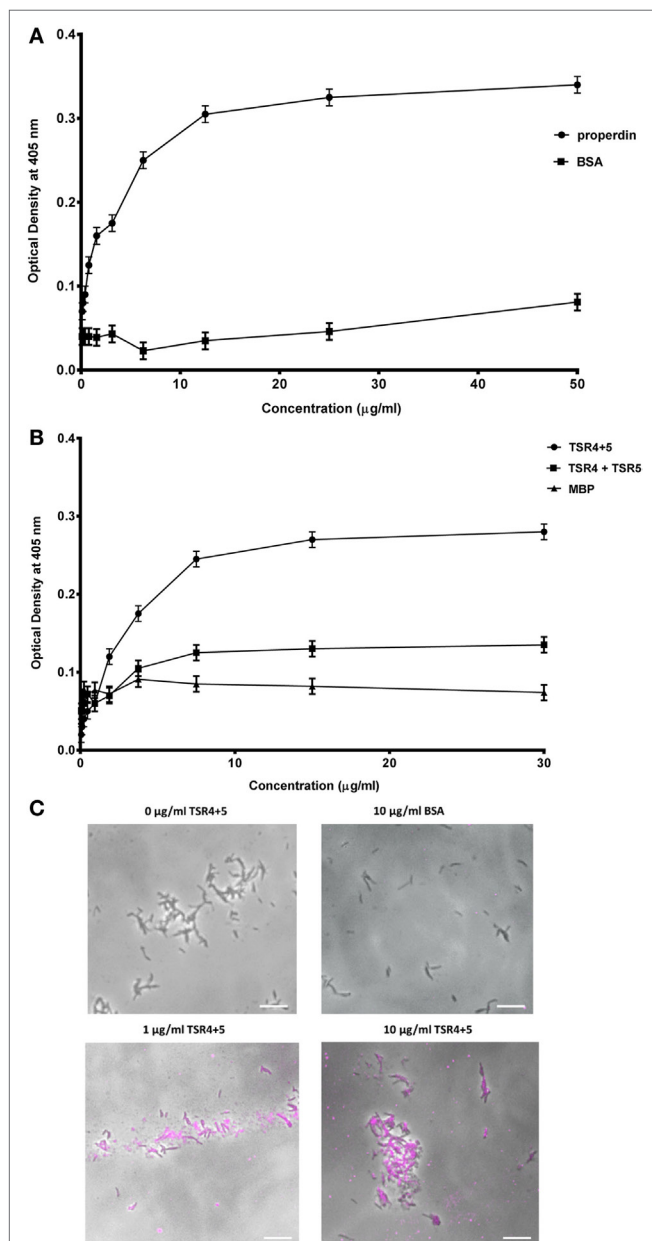 A
0.4
0.3
0.2
0.1
0.0
Optical Density at 405 nm
properdin
BSA
0 10 20 30 40 50
Concentration (µg/ml)
B
0.4
0.3
0.2
0.1
0.0
Optical Density at 405 nm
TSR4+5
TSR4 + TSR5
MBP
0 10 20 30
Concentration (µg/ml)
C
0 µg/ml TSR4+5 10 µg/ml BSA
1 µg/ml TSR4+5 10 µg/ml TSR4+5